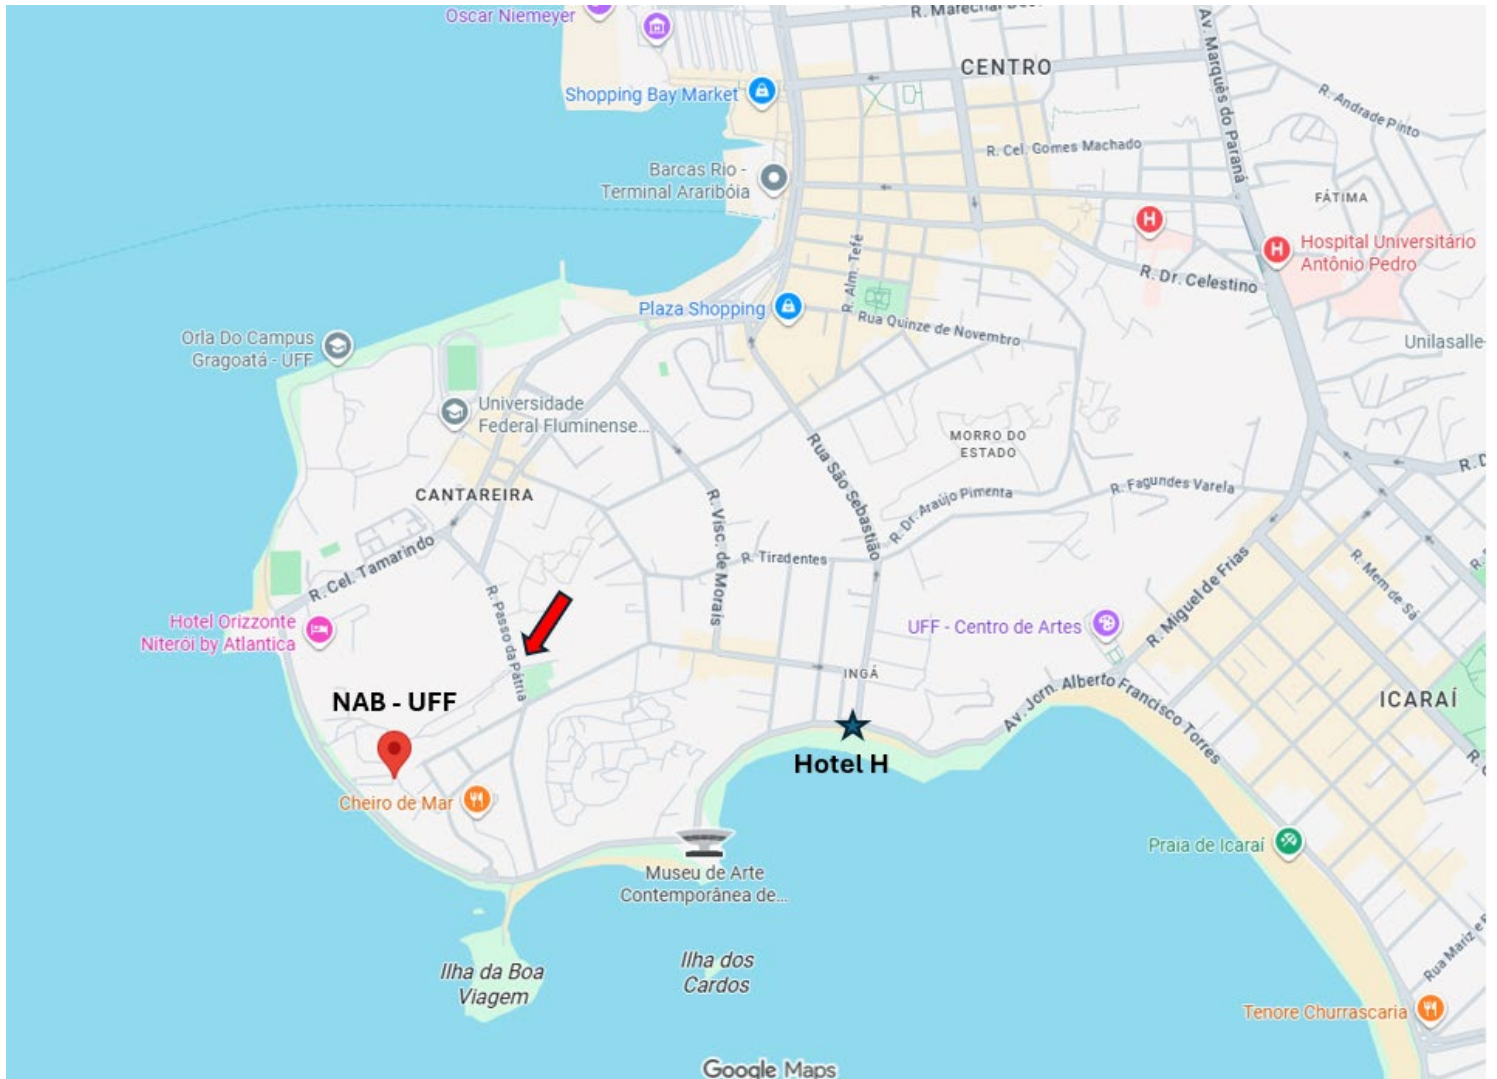 Oscar Niemeyer
R. Marechal
CENTRO
Av. Marquês do Paraná
R. Andrade Pinto
Shopping Bay Market
R. Cel. Gomes Machado
Barcas Rio -
Terminal Araribóia
FÁTIMA
Hospital Universitário
Antônio Pedro
R. Alm. Tefé
R. Dr. Celestino
Plaza Shopping
Rua Quinze de Novembro
Orla Do Campus
Gragoatá - UFF
Unilasalle-
Universidade
Federal Fluminense...
MORRO DO
ESTADO
Rua São Sebastião
CANTAREIRA
R. Visc. de Morais
R. Dr. Araújo Pimenta
R. Fagundes Varela
R. Cel. Tamarindo
R. Tiradentes
R. Miguel de Frias
R. Mem de Sá
R. Passo da Pátria
Hotel Orizzonte
Niterói by Atlantica
UFF - Centro de Artes
INGÁ
NAB - UFF
Av. Jorn. Alberto Francisco Torres
ICARAÍ
Hotel H
Cheiro de Mar
Praia de Icaraí
Museu de Arte
Contemporânea de...
Ilha da Boa
Viagem
Ilha dos
Cardos
Rua Mariz e
Tenore Churrascaria
Google Maps